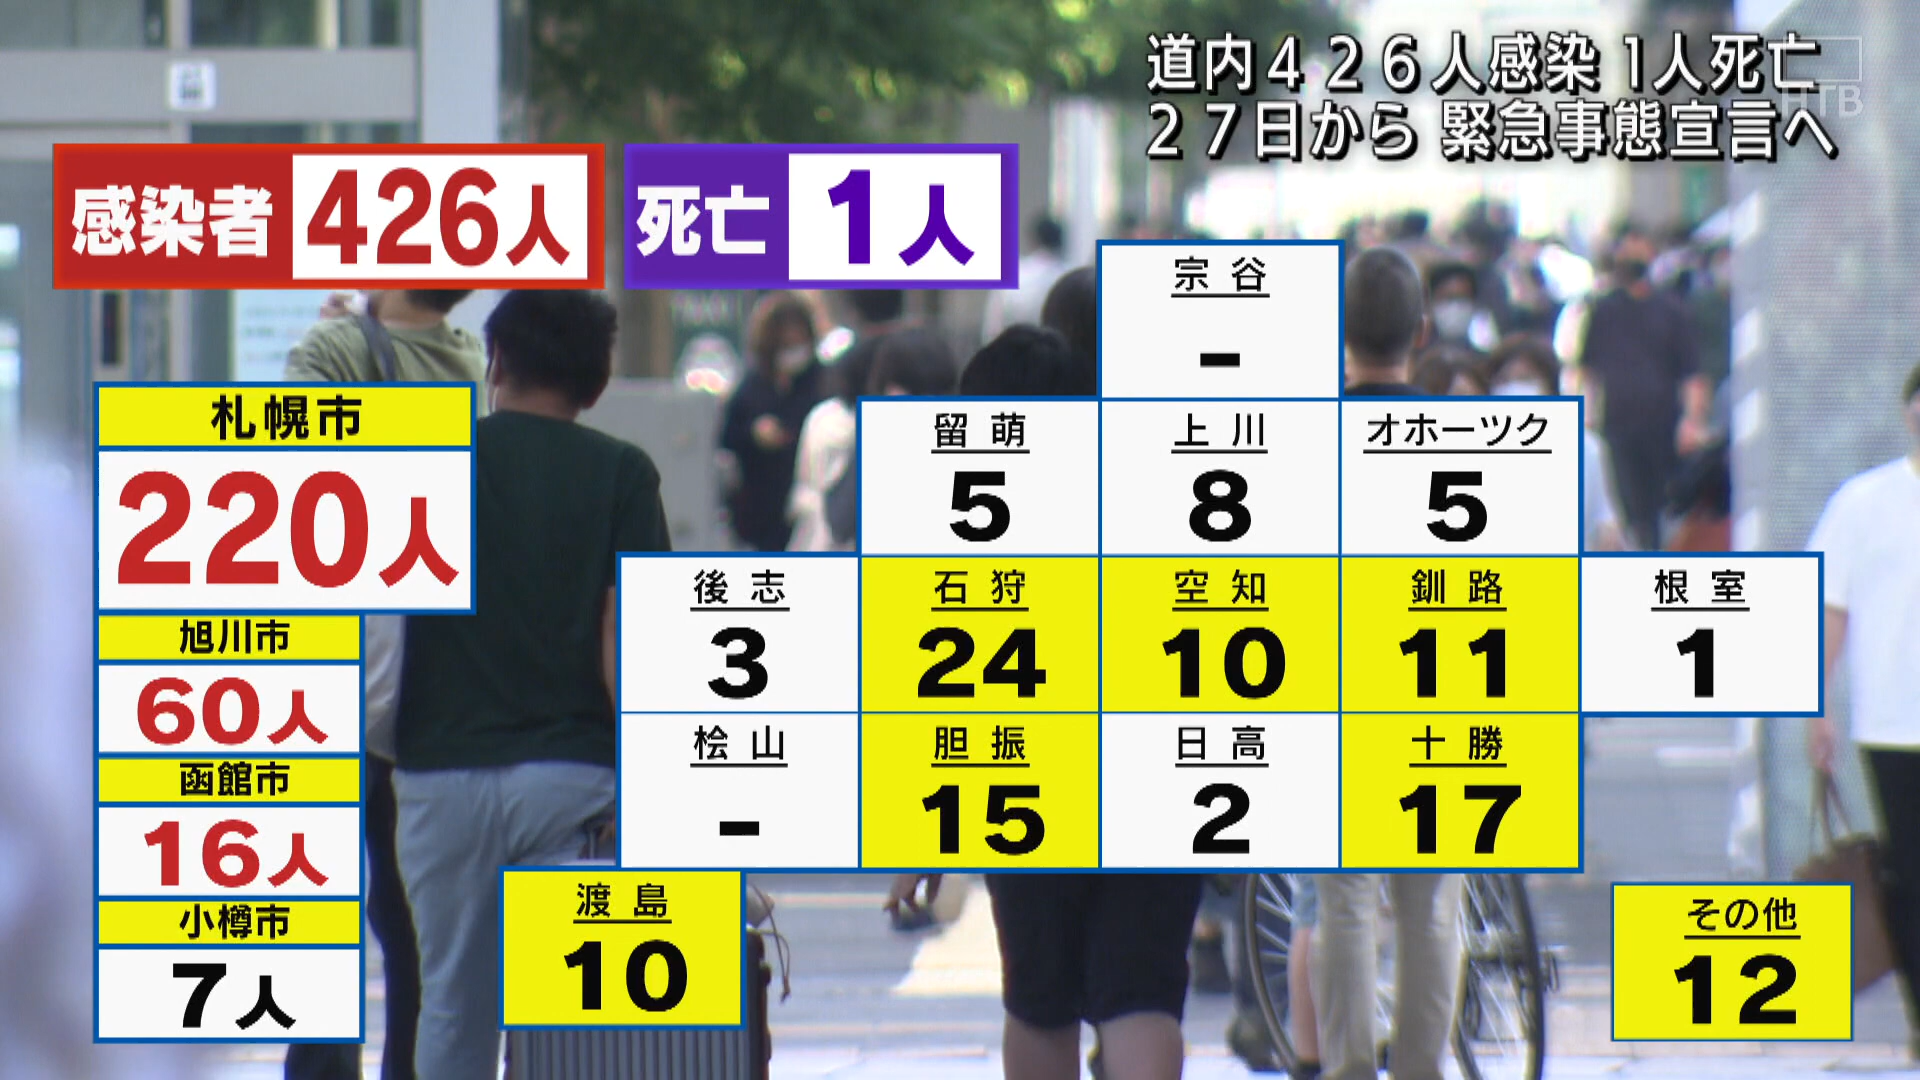 道内４２６人感染 1人死亡
２７日から 緊急事態宣言へ
HTB
感染者 426人
死亡 1人
札幌市
220人
旭川市
60人
函館市
16人
小樽市
7人
宗谷
-
留萌
5
上川
8
オホーツク
5
後志
3
石狩
24
空知
10
釧路
11
根室
1
桧山
-
胆振
15
日高
2
十勝
17
渡島
10
その他
12